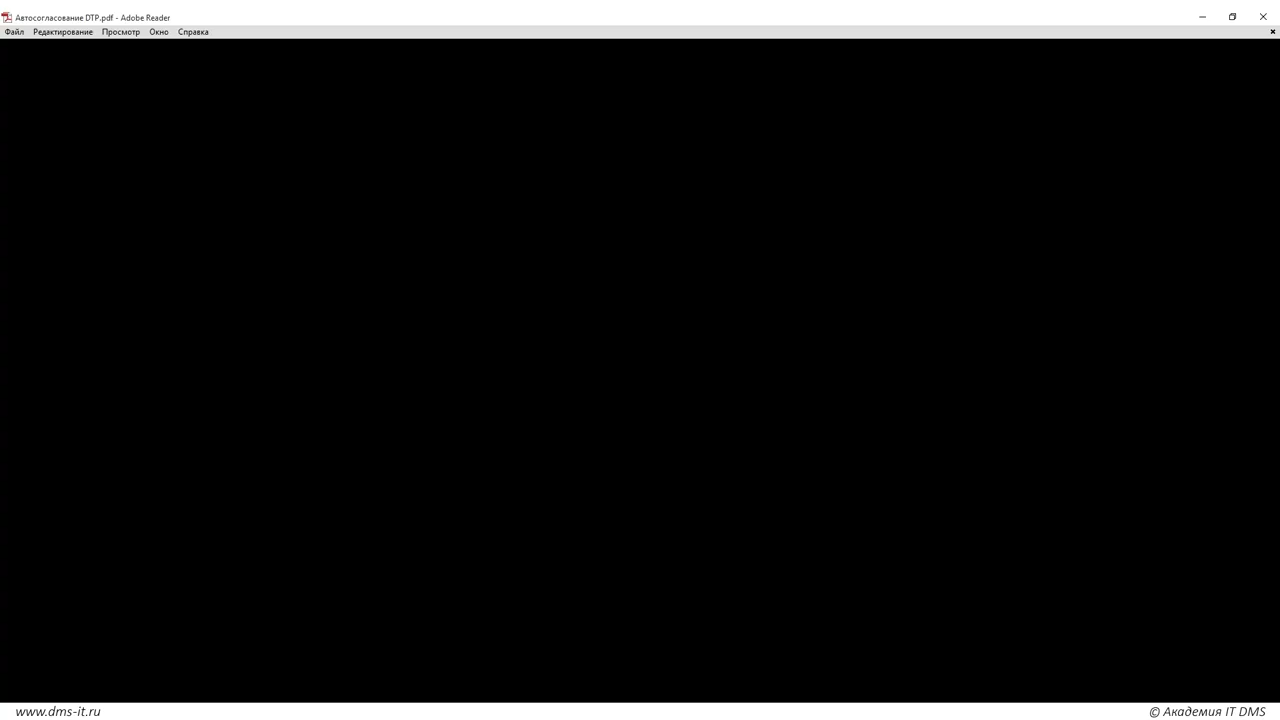 Автосогласование DTP.pdf - Adobe Reader
Файл Редактирование Просмотр Окно Справка
www.dms-it.ru © Академия IT DMS